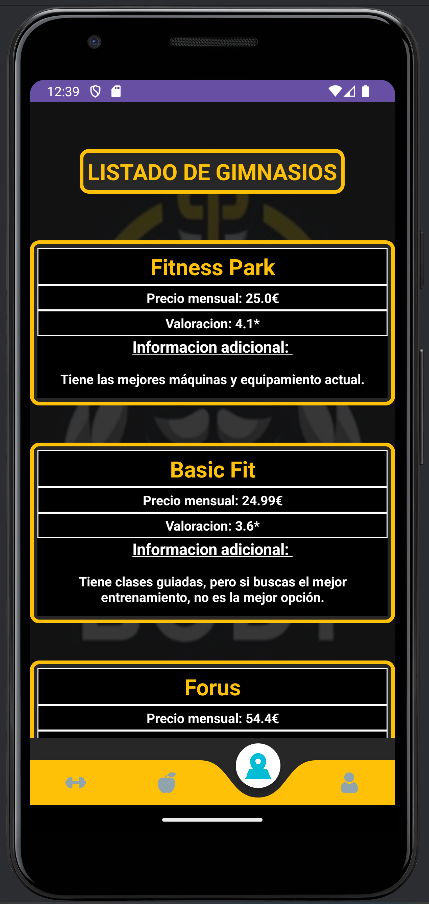 12:39
LISTADO DE GIMNASIOS
Fitness Park
Precio mensual: 25.0€
Valoracion: 4.1*
Informacion adicional:
Tiene las mejores máquinas y equipamiento actual.
Basic Fit
Precio mensual: 24.99€
Valoracion: 3.6*
Informacion adicional:
Tiene clases guiadas, pero si buscas el mejor
entrenamiento, no es la mejor opción.
BODY
Forus
Precio mensual: 54.4€